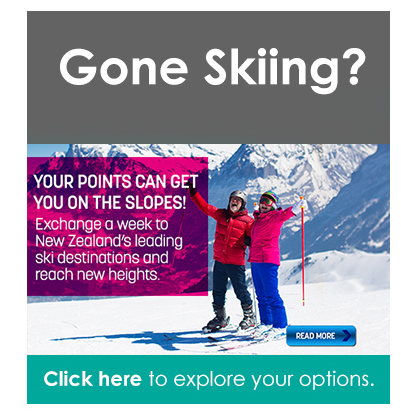 Gone Skiing?
YOUR POINTS CAN GET
YOU ON THE SLOPES!
Exchange a week to
New Zealand's leading
ski destinations and
reach new heights.
READ MORE
Click here to explore your options.